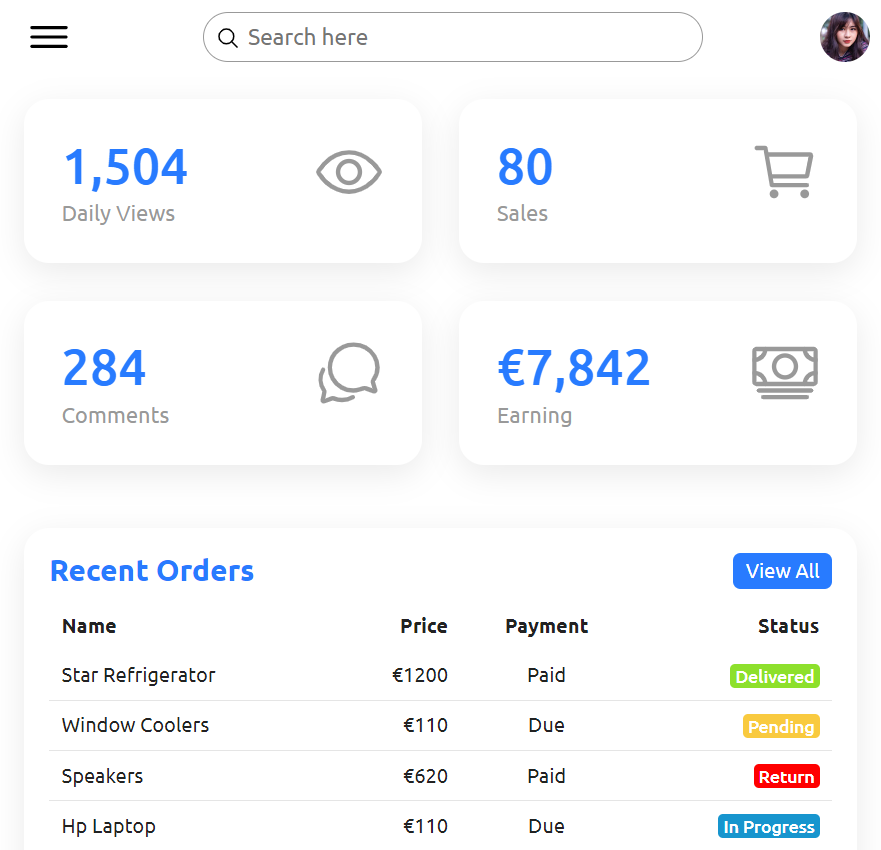 Search here
1,504
Daily Views
80
Sales
284
Comments
€7,842
Earning
Recent Orders
View All
Name Price Payment Status
Star Refrigerator €1200 Paid Delivered
Window Coolers €110 Due Pending
Speakers €620 Paid Return
Hp Laptop €110 Due In Progress